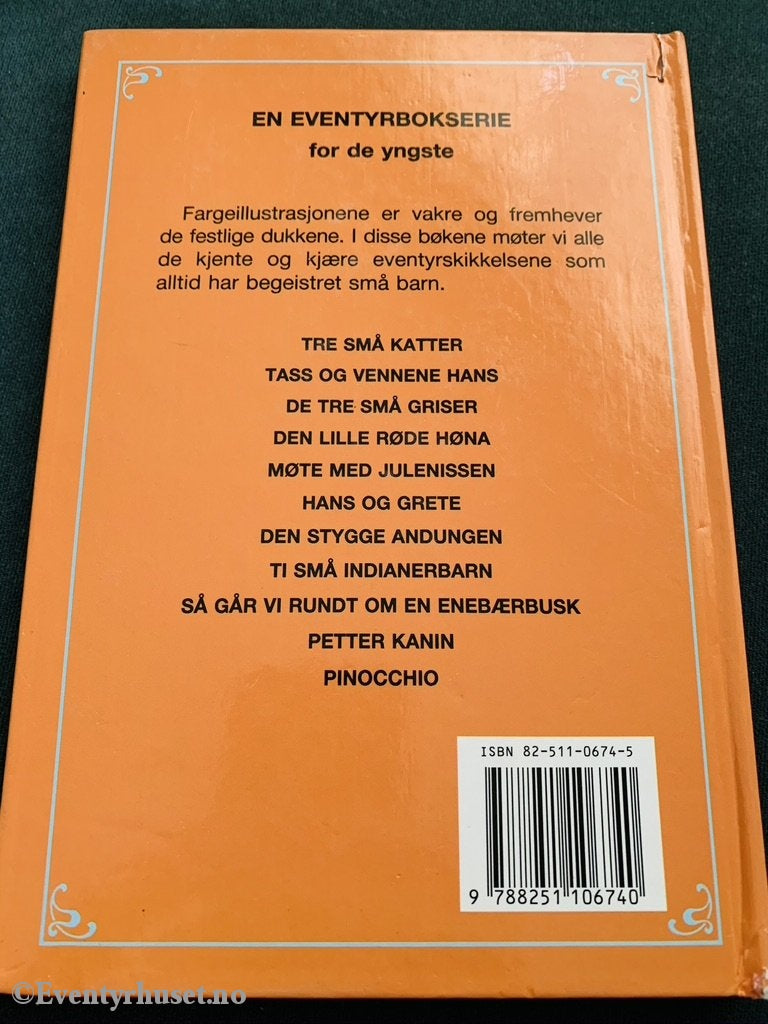 EN EVENTYRBOKSERIE
for de yngste
Fargeillustrasjonene er vakre og fremhever
de festlige dukkene. I disse bøkene møter vi alle
de kjente og kjære eventyrskikkelsene som
alltid har begeistret små barn.
TRE SMÅ KATTER
TASS OG VENNENE HANS
DE TRE SMÅ GRISER
DEN LILLE RØDE HØNA
MØTE MED JULENISSEN
HANS OG GRETE
DEN STYGGE ANDUNGEN
TI SMÅ INDIANERBARN
SÅ GÅR VI RUNDT OM EN ENEBÆRBUSK
PETTER KANIN
PINOCCHIO
ISBN 82-511-0674-5
9 788251 106740
©Eventyrhuset.no